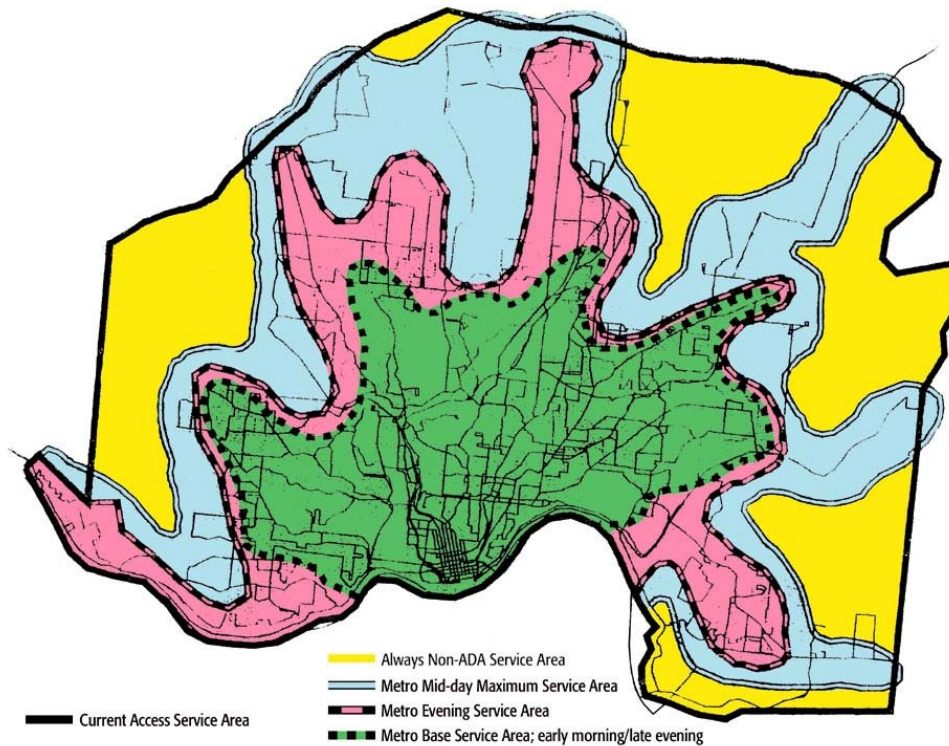 Always Non-ADA Service Area
Metro Mid-day Maximum Service Area
Metro Evening Service Area
Current Access Service Area
Metro Base Service Area; early morning/late evening